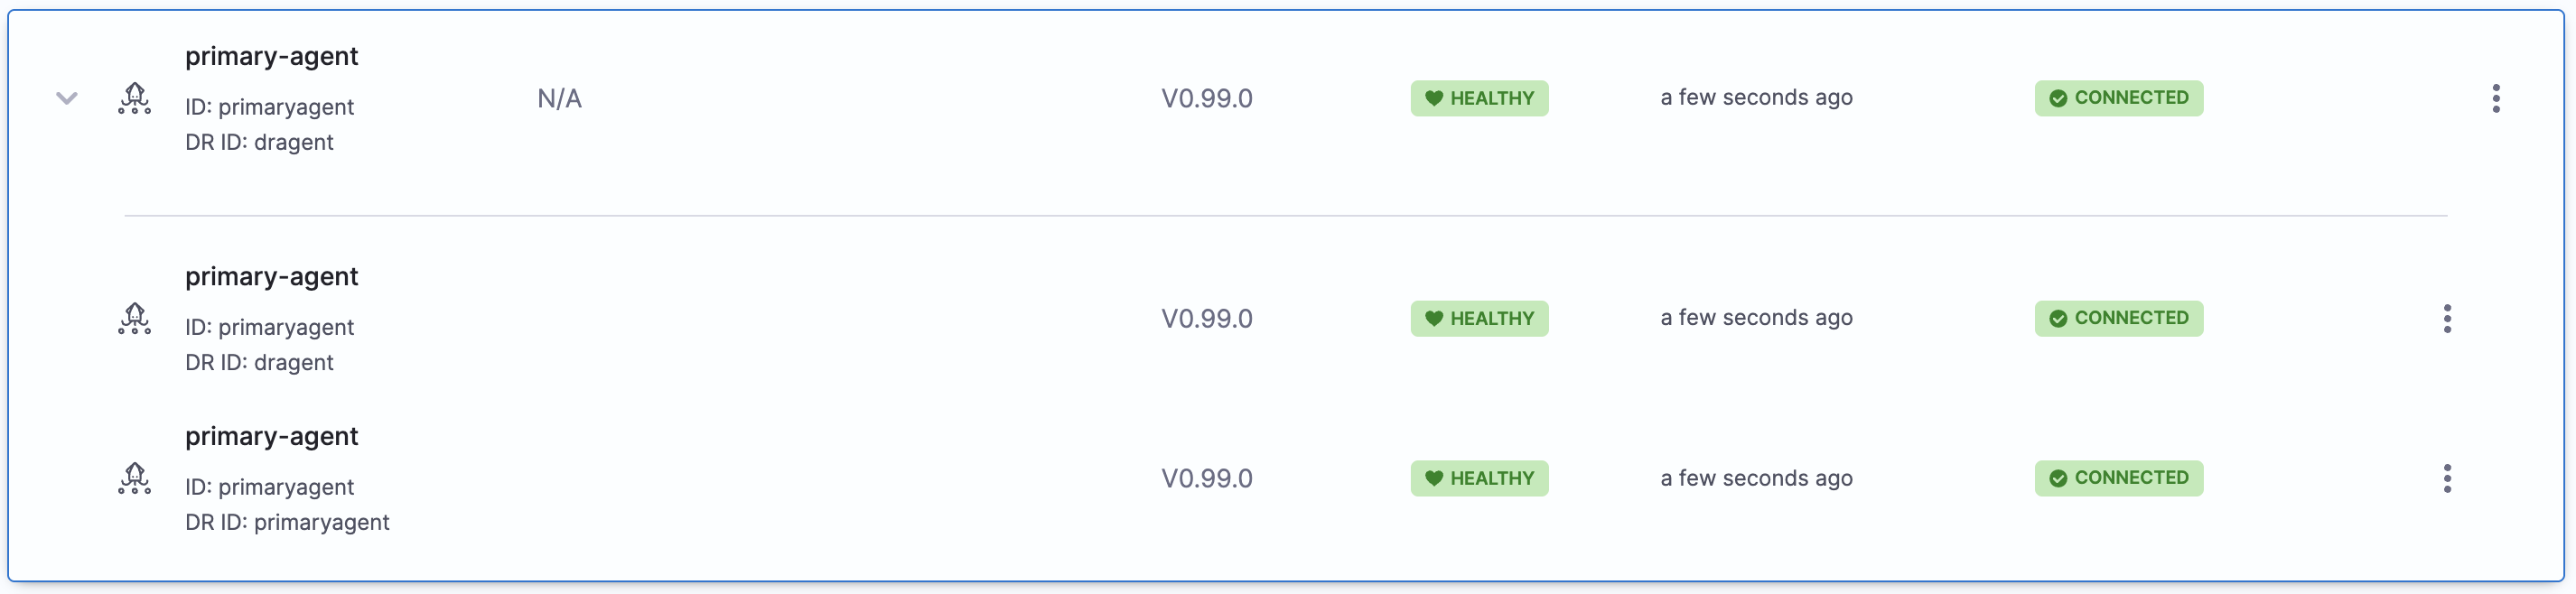 primary-agent
ID: primaryagent
DR ID: dragent
N/A
V0.99.0
HEALTHY
a few seconds ago
CONNECTED
primary-agent
ID: primaryagent
DR ID: dragent
V0.99.0
HEALTHY
a few seconds ago
CONNECTED
primary-agent
ID: primaryagent
DR ID: primaryagent
V0.99.0
HEALTHY
a few seconds ago
CONNECTED